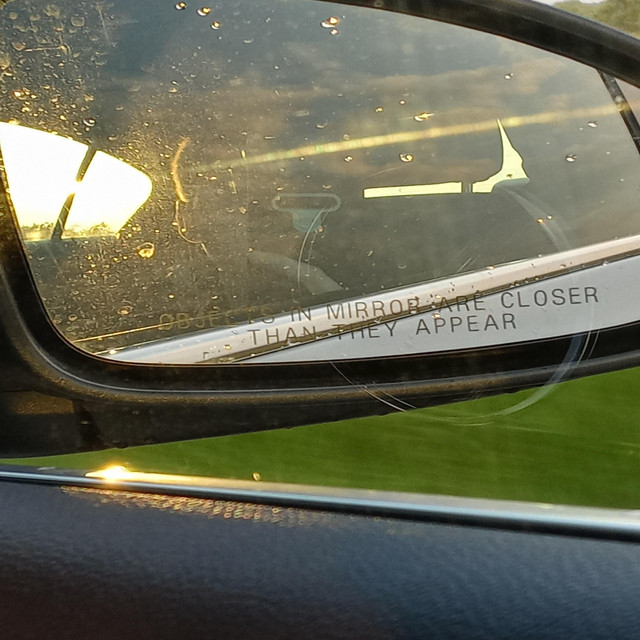 OBJECTS IN MIRROR ARE CLOSER
THAN THEY APPEAR